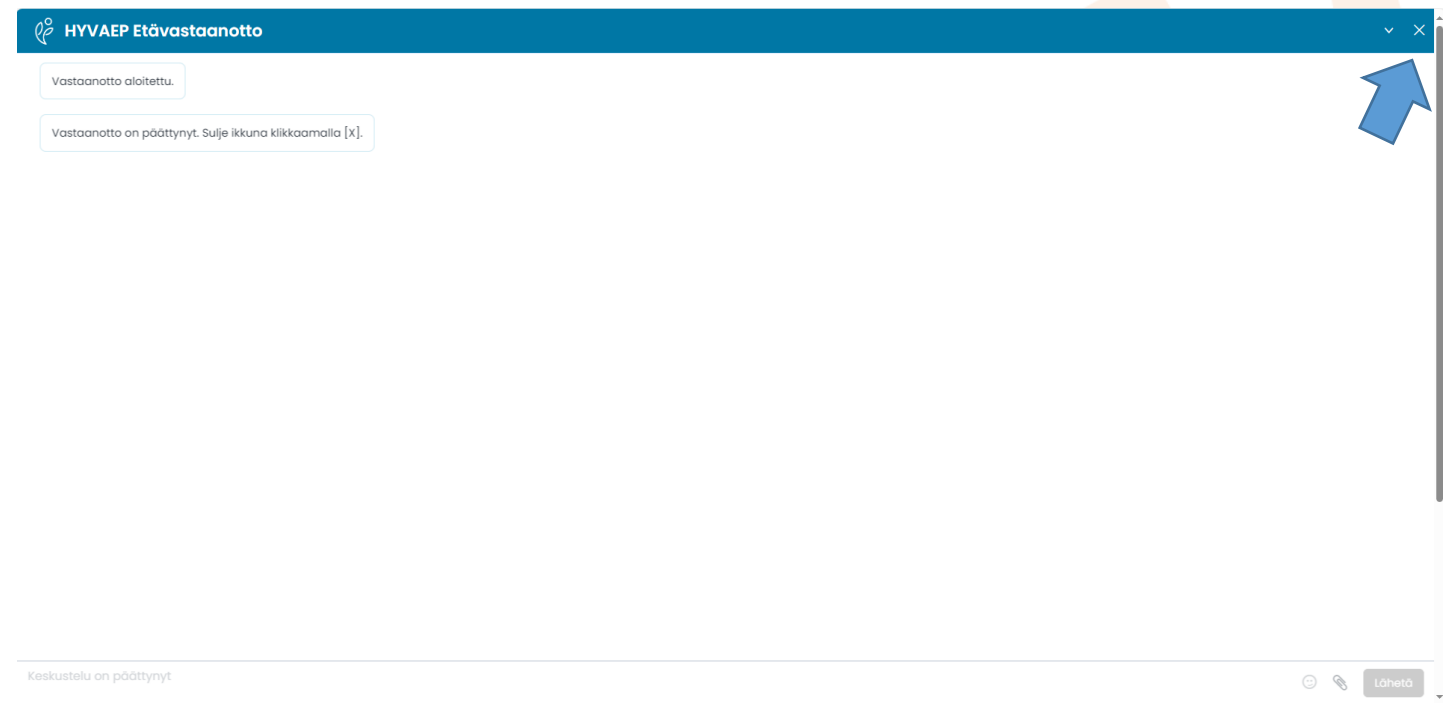 HYVAEP Etävastaanotto
Vastaanotto aloitettu.
Vastaanotto on päättynyt. Sulje ikkuna klikkaamalla [X].
Keskustelu on päättynyt
Lähetä